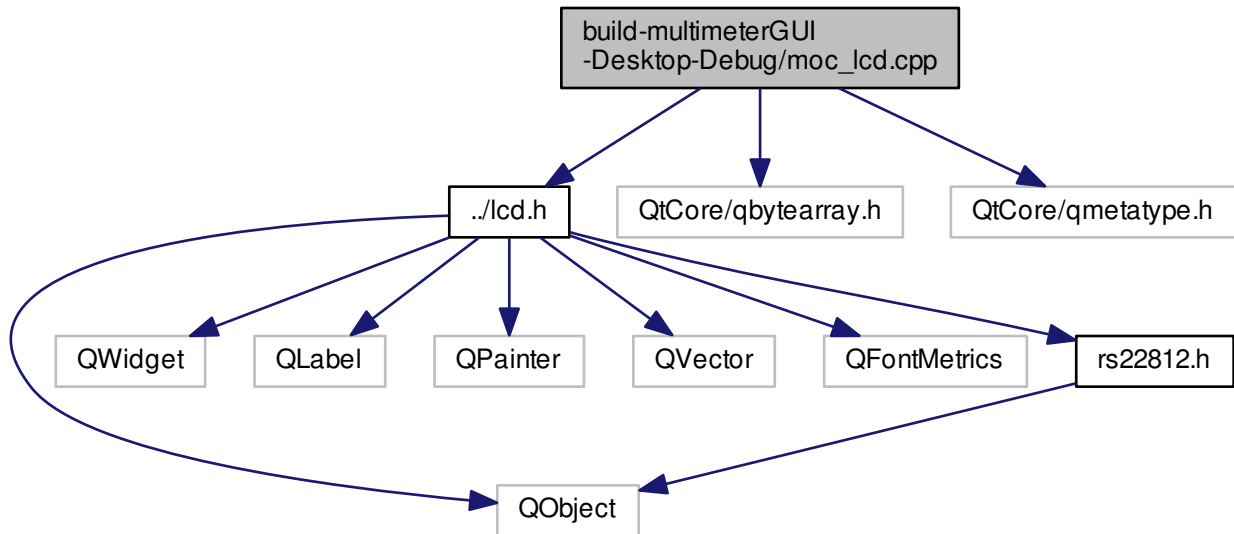 build-multimeterGUI
-Desktop-Debug/moc_lcd.cpp
../lcd.h
QtCore/qbytearray.h
QtCore/qmetatype.h
QWidget
QLabel
QPainter
QVector
QFontMetrics
rs22812.h
QObject